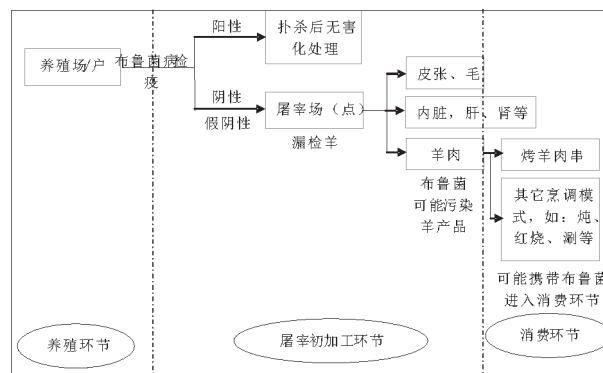 养殖场/户
布鲁菌病检
疫
阳性
扑杀后无害
化处理
阴性
假阴性
屠宰场（点）
漏检羊
皮张、毛
内脏，肝、肾等
羊肉
布鲁菌
可能污染
羊产品
烤羊肉串
其它烹调模
式，如：炖、
红烧、涮等
可能携带布鲁菌
进入消费环节
养殖环节
屠宰初加工环节
消费环节